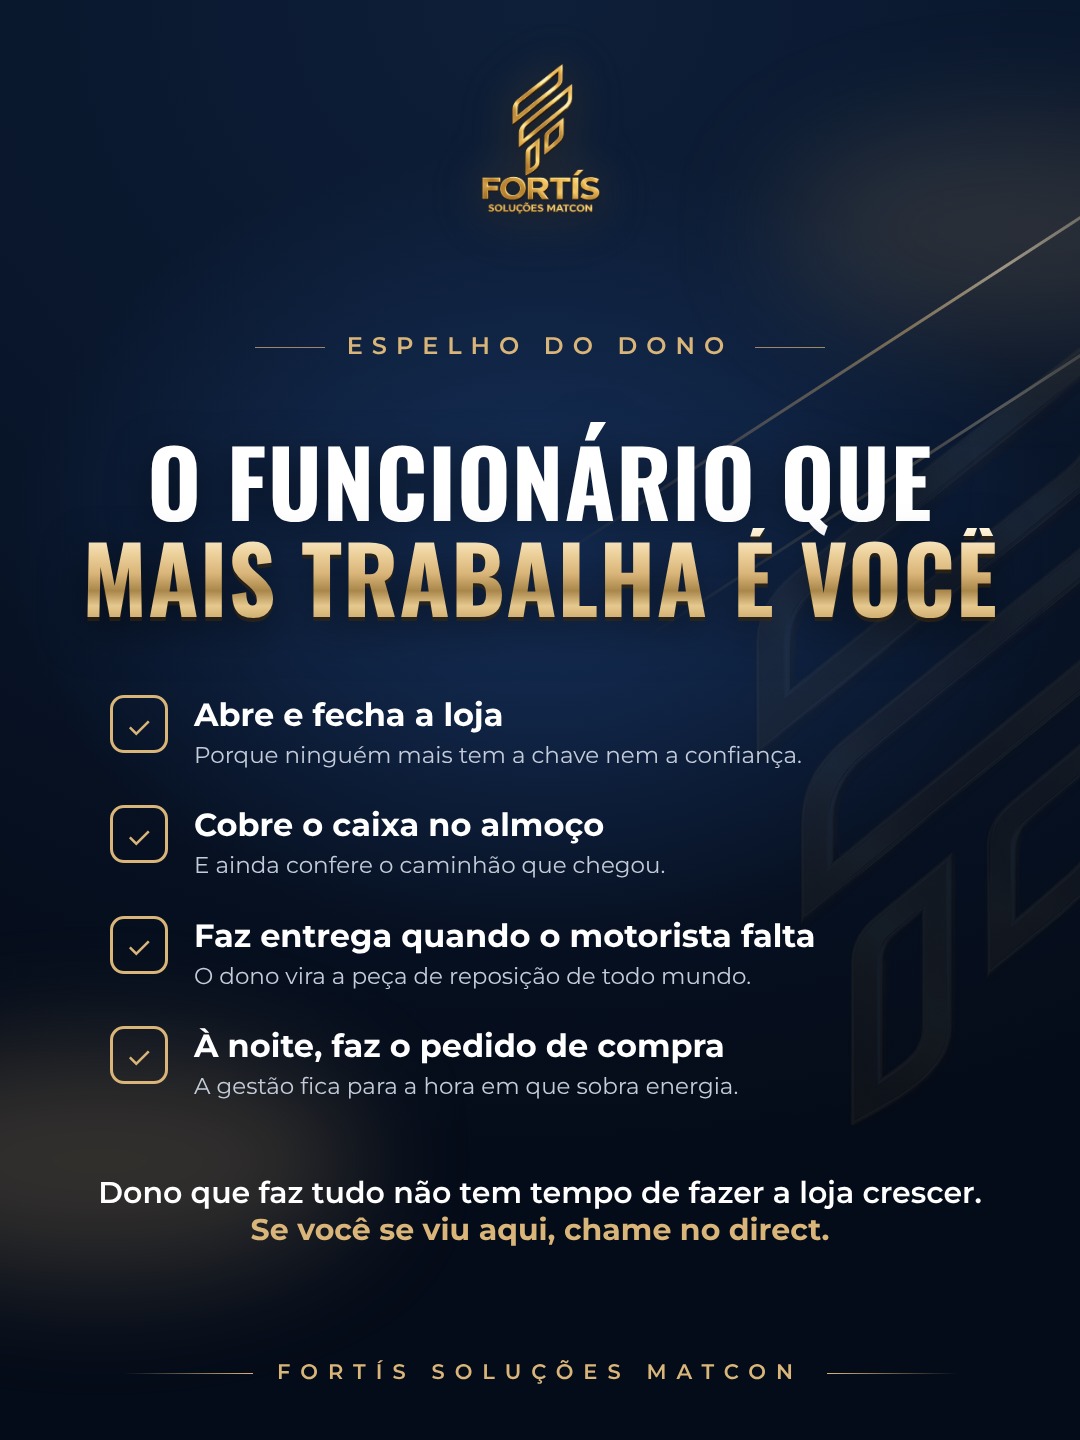 FORTÍS
SOLUÇÕES MATCON
ESPELHO DO DONO
O FUNCIONÁRIO QUE
MAIS TRABALHA É VOCÊ
Abre e fecha a loja
Porque ninguém mais tem a chave nem a confiança.
Cobre o caixa no almoço
E ainda confere o caminhão que chegou.
Faz entrega quando o motorista falta
O dono vira a peça de reposição de todo mundo.
À noite, faz o pedido de compra
A gestão fica para a hora em que sobra energia.
Dono que faz tudo não tem tempo de fazer a loja crescer.
Se você se viu aqui, chame no direct.
FORTÍS SOLUÇÕES MATCON